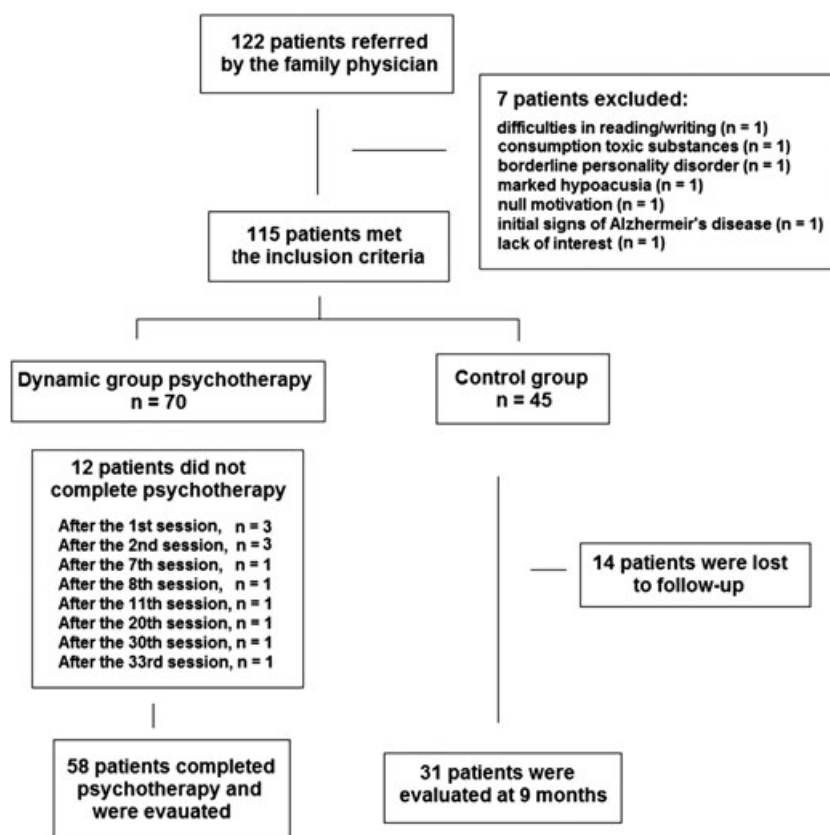 122 patients referred
by the family physician
7 patients excluded:
difficulties in reading/writing (n = 1)
consumption toxic substances (n = 1)
borderline personality disorder (n = 1)
marked hypoacusia (n = 1)
null motivation (n = 1)
initial signs of Alzhermeir's disease (n = 1)
lack of interest (n = 1)
115 patients met
the inclusion criteria
Dynamic group psychotherapy
n = 70
Control group
n = 45
12 patients did not
complete psychotherapy
After the 1st session, n = 3
After the 2nd session, n = 3
After the 7th session, n = 1
After the 8th session, n = 1
After the 11th session, n = 1
After the 20th session, n = 1
After the 30th session, n = 1
After the 33rd session, n = 1
14 patients were lost
to follow-up
58 patients completed
psychotherapy and
were evauated
31 patients were
evaluated at 9 months